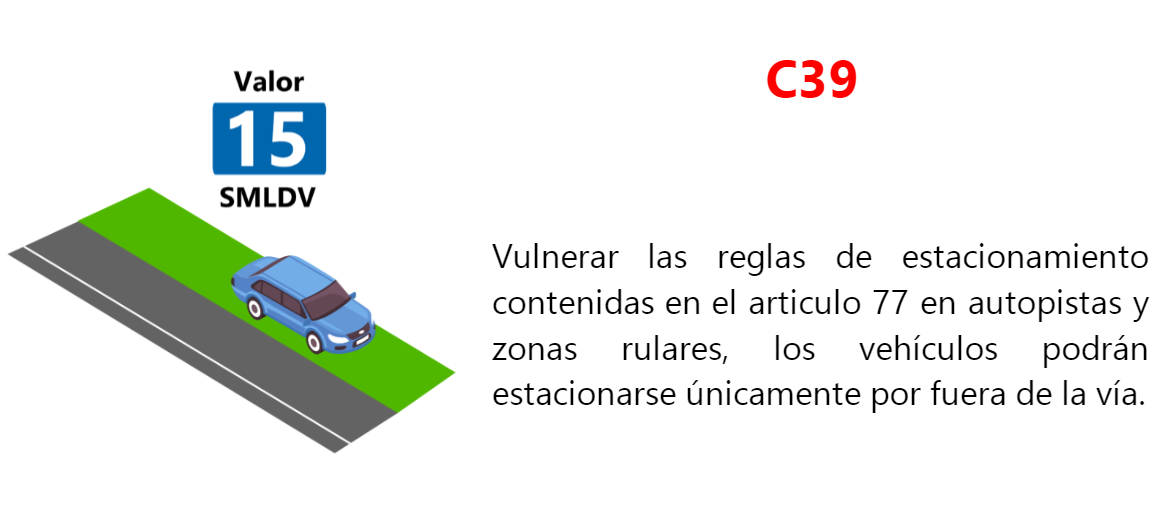 Valor
15
SMLDV
C39
Vulnerar las reglas de estacionamiento
contenidas en el articulo 77 en autopistas y
zonas rulares, los vehículos podrán
estacionarse únicamente por fuera de la vía.